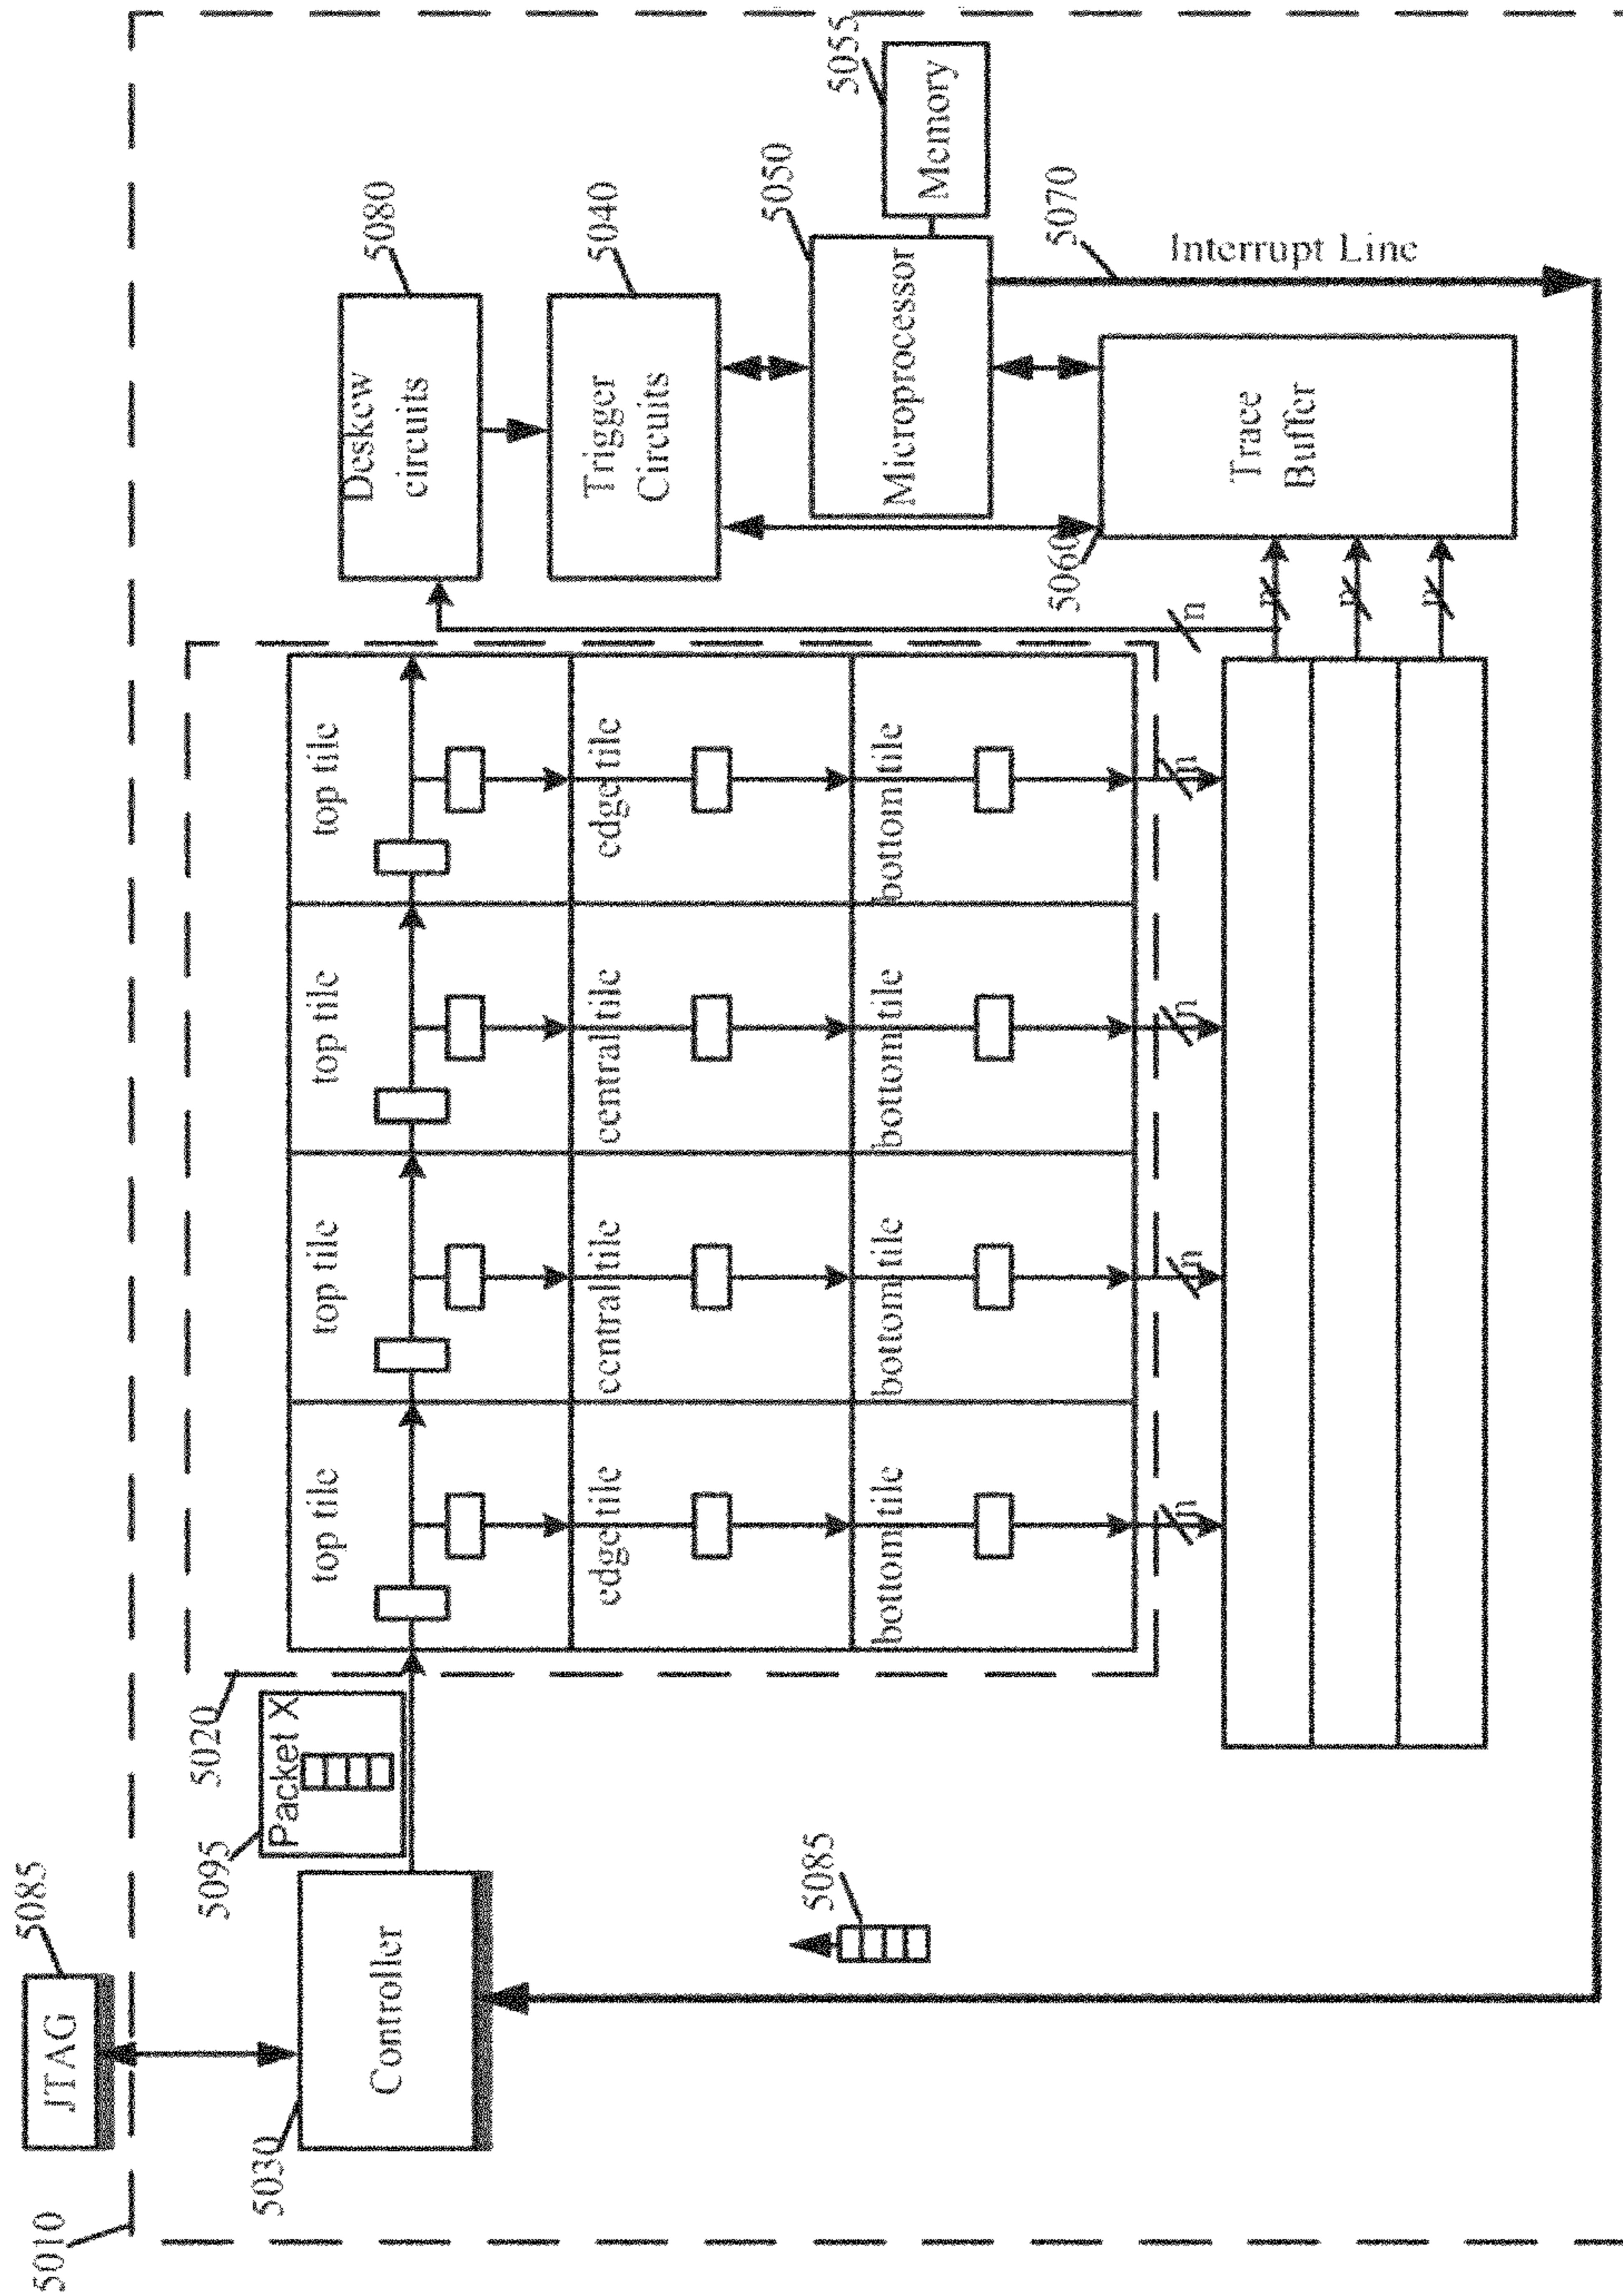 5010
JTAG
5085
5030
Controller
5095
Packet X
5020
top tile
top tile
top tile
top tile
edge tile
central tile
central tile
edge tile
bottom tile
bottom tile
bottom tile
bottom tile
5085
n
n
n
n
n
n
n
n
Deskew
circuits
5080
Trigger
Circuits
5040
Microprocessor
5050
Memory
5055
5060
Trace
Buffer
5070
Interrupt Line